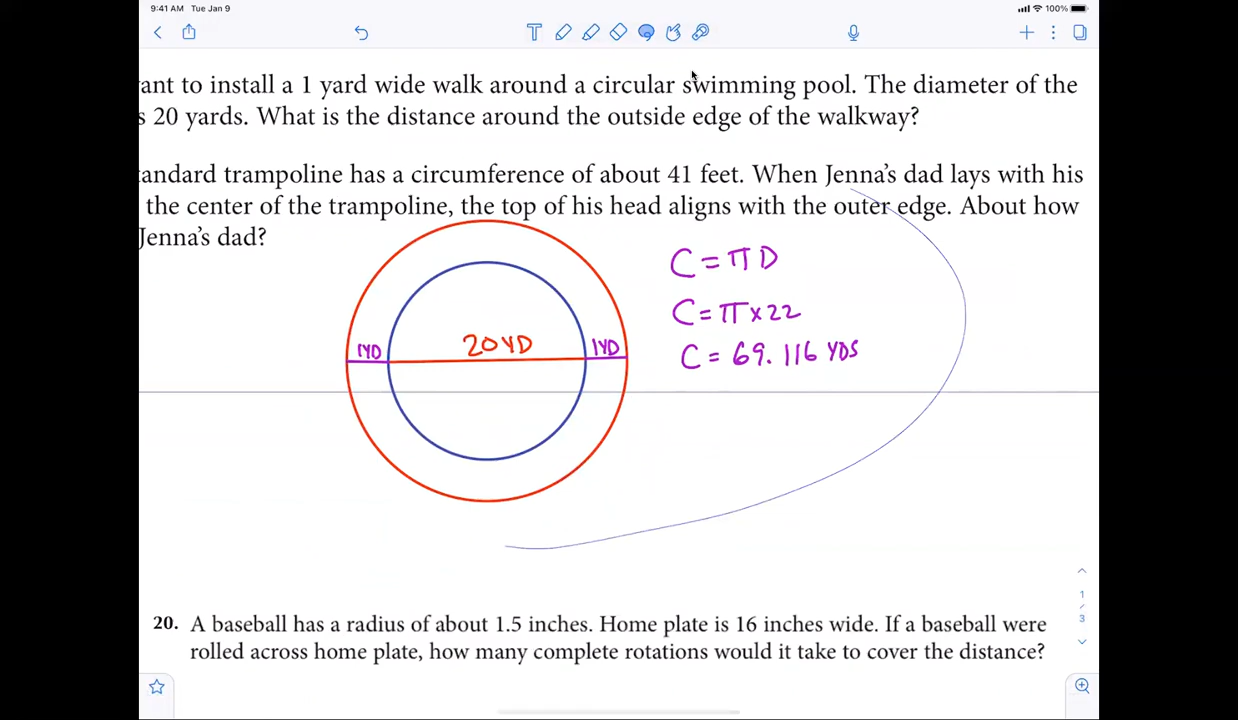 9:41 AM Tue Jan 9
100%
ant to install a 1 yard wide walk around a circular swimming pool. The diameter of the
s 20 yards. What is the distance around the outside edge of the walkway?
tandard trampoline has a circumference of about 41 feet. When Jenna's dad lays with his
the center of the trampoline, the top of his head aligns with the outer edge. About how
Jenna's dad?
C = π D
C = π x 22
1YD 20 YD 1YD
C = 69.116 YDS
1
/
3
20. A baseball has a radius of about 1.5 inches. Home plate is 16 inches wide. If a baseball were
rolled across home plate, how many complete rotations would it take to cover the distance?